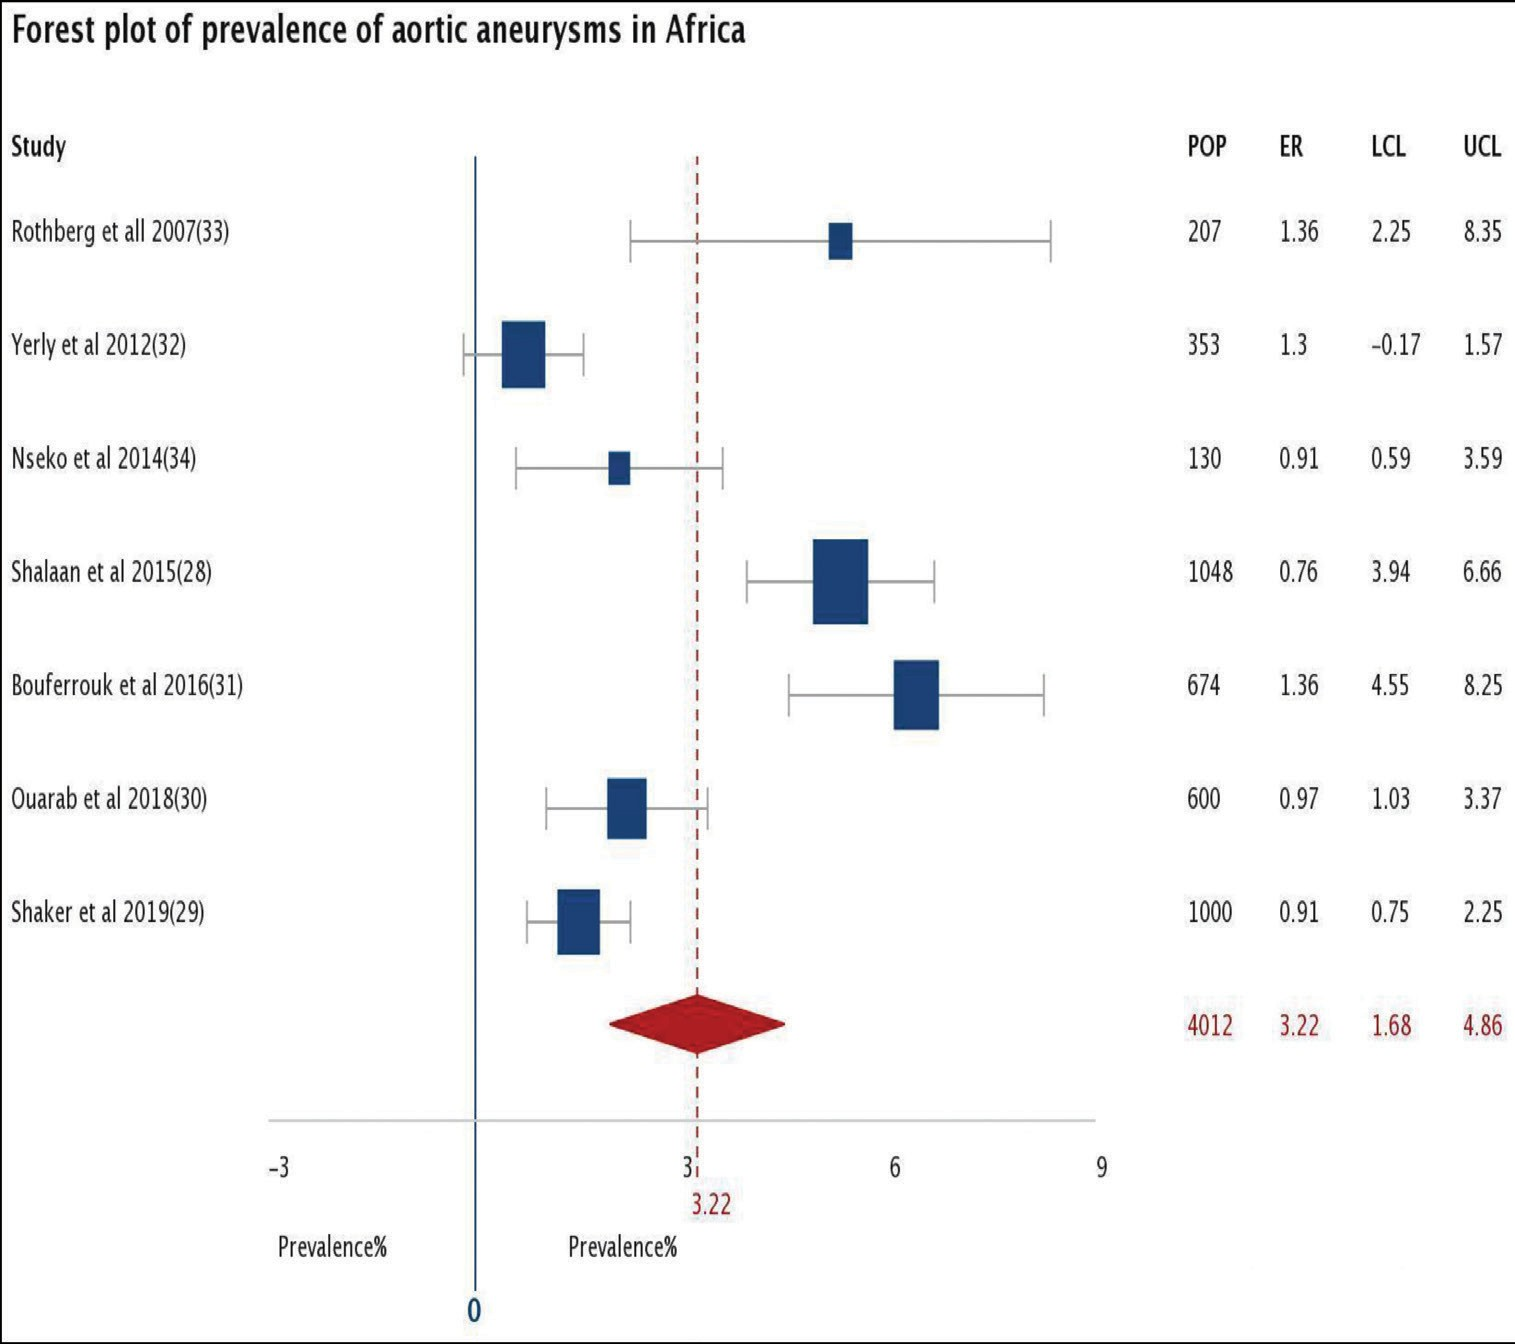 Forest plot of prevalence of aortic aneurysms in Africa
Study POP ER LCL UCL
Rothberg et all 2007(33) 207 1.36 2.25 8.35
Yerly et al 2012(32) 353 1.3 –0.17 1.57
Nseko et al 2014(34) 130 0.91 0.59 3.59
Shalaan et al 2015(28) 1048 0.76 3.94 6.66
Bouferrouk et al 2016(31) 674 1.36 4.55 8.25
Ouarab et al 2018(30) 600 0.97 1.03 3.37
Shaker et al 2019(29) 1000 0.91 0.75 2.25
4012 3.22 1.68 4.86
–3 3 6 9
3.22
Prevalence% Prevalence%
0